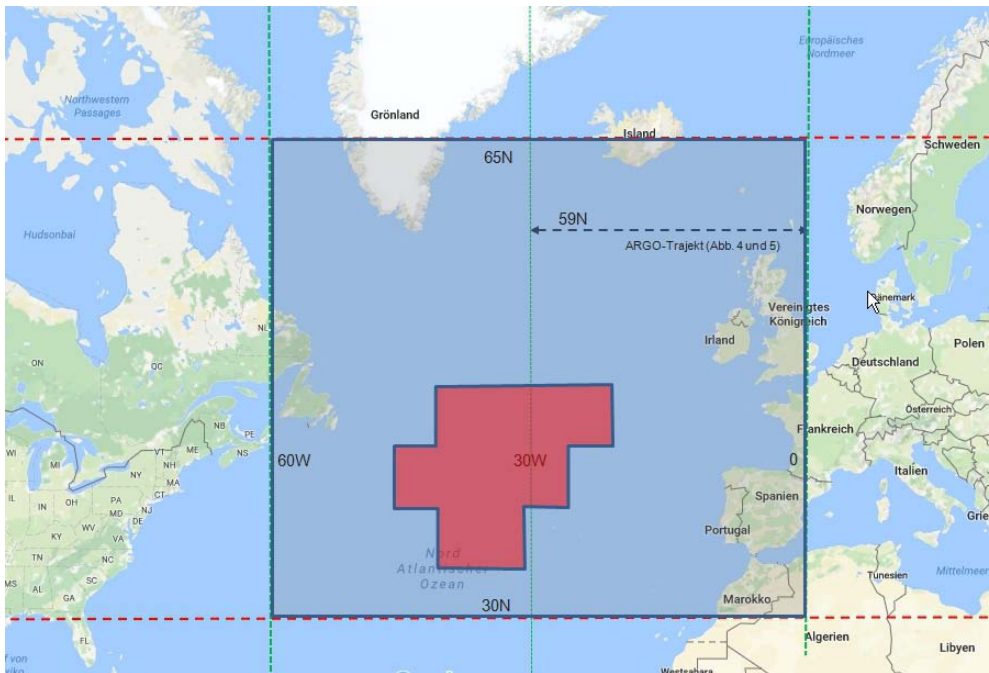 Europäisches
Nordmeer
Northwestern
Passages
Grönland
Island
Schweden
65N
Norwegen
59N
ARGO-Trajekt (Abb. 4 und 5)
Hudsonbai
Dänemark
Vereinigtes
Königreich
NL
Irland
Polen
ON
QC
Deutschland
Österreich
NB
PE
Frankreich
WI
MI
VT
ME
NS
60W
30W
0
NY
NH
Italien
MA
IL
IN
OH
PA
CT
NJ
Spanien
MD
DE
Grie
WV
KY
VA
Portugal
TN
NC
Nord
Atlantischer
Ozean
Mittelmeer
Tunesien
MS
AL
SC
GA
Marokko
30N
FL
Algerien
Libyen
von
xiko
Westsahara